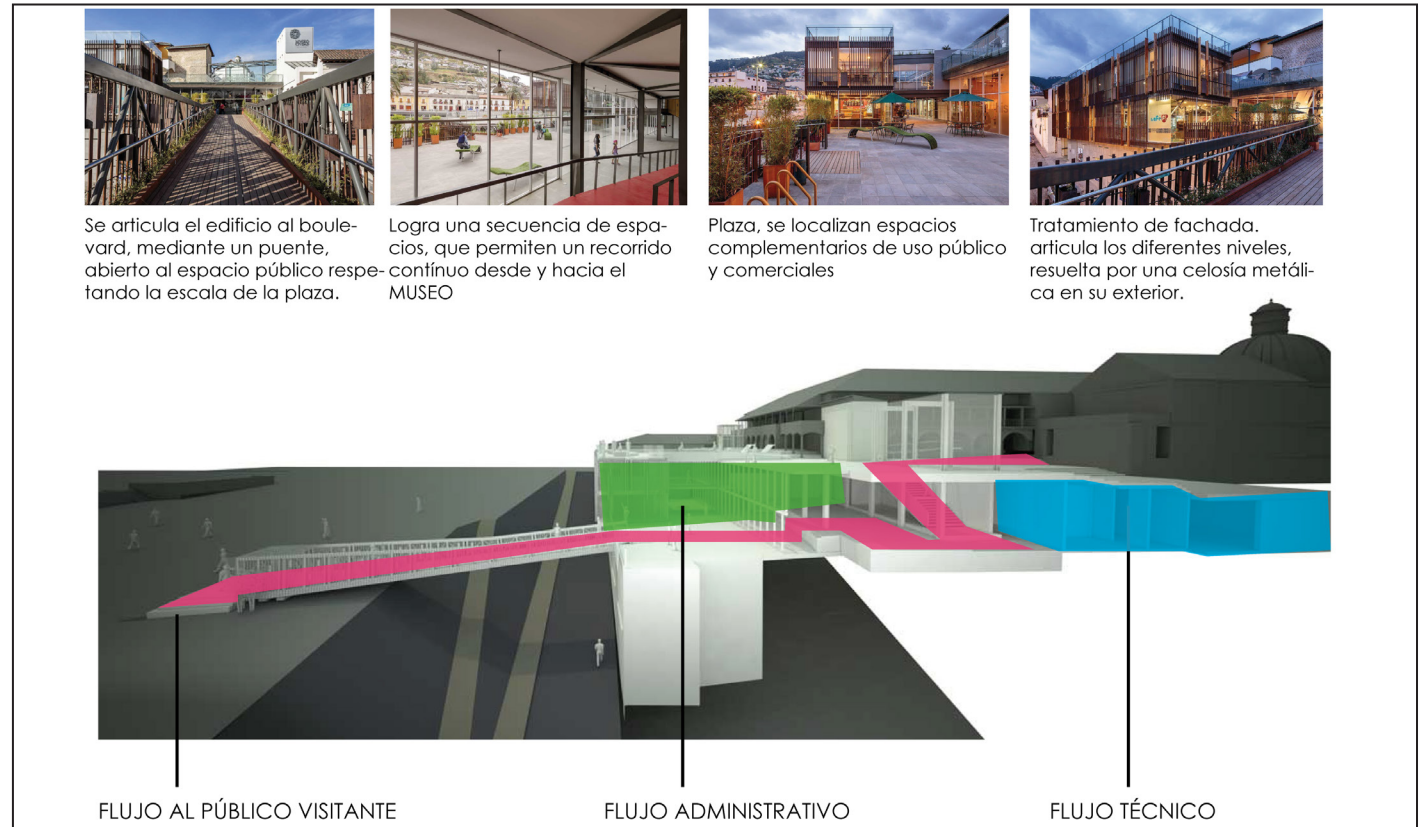 Se articula el edificio al boule-
vard, mediante un puente,
abierto al espacio público respe-
tando la escala de la plaza.
Logra una secuencia de espa-
cios, que permiten un recorrido
contínuo desde y hacia el
MUSEO
Plaza, se localizan espacios
complementarios de uso público
y comerciales
Tratamiento de fachada.
articula los diferentes niveles,
resuelta por una celosía metáli-
ca en su exterior.
FLUJO AL PÚBLICO VISITANTE
FLUJO ADMINISTRATIVO
FLUJO TÉCNICO